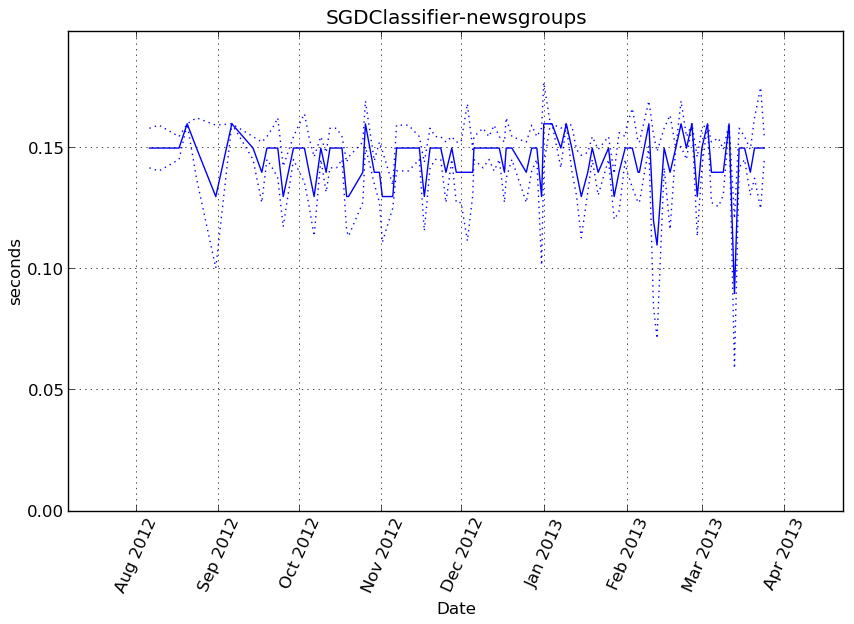 SGDClassifier-newsgroups
0.15
0.10
0.05
0.00
seconds
Aug 2012
Sep 2012
Oct 2012
Nov 2012
Dec 2012
Jan 2013
Feb 2013
Mar 2013
Apr 2013
Date